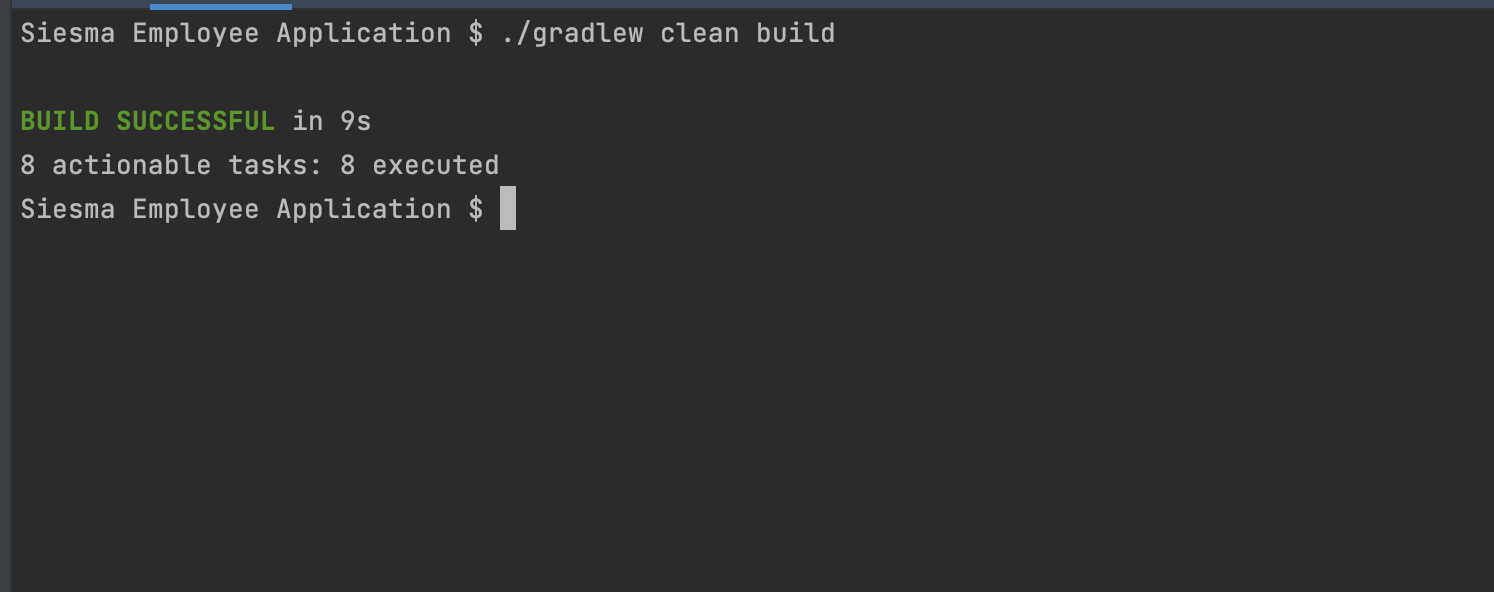 Siesma Employee Application $ ./gradlew clean build
BUILD SUCCESSFUL in 9s
8 actionable tasks: 8 executed
Siesma Employee Application $